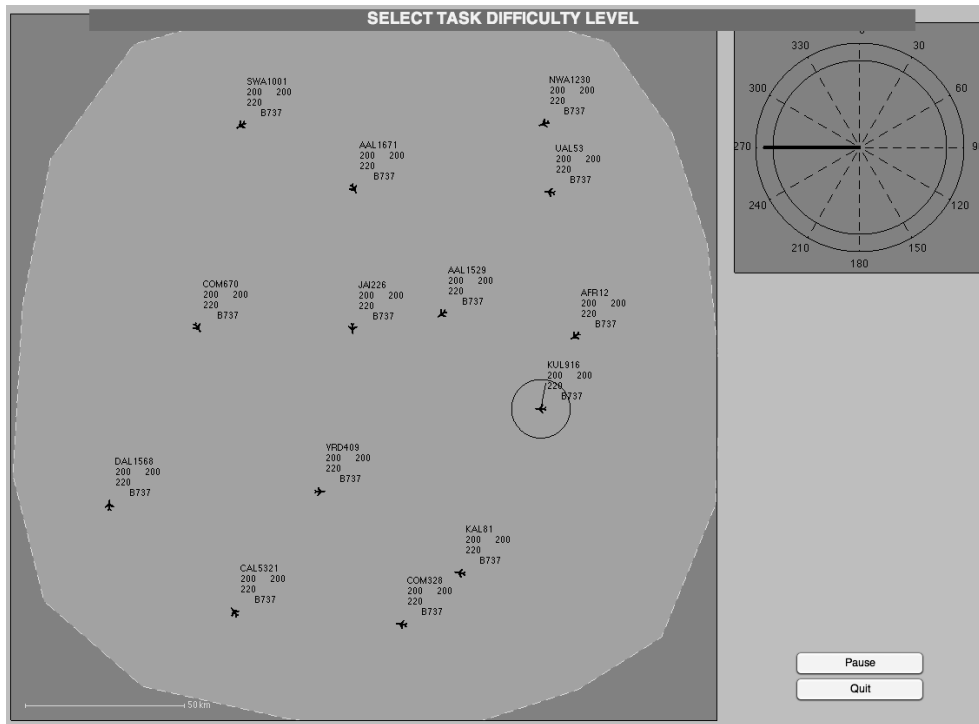 SELECT TASK DIFFICULTY LEVEL
SWA1001
200 200
220
B737
NWA1230
200 200
220
B737
AAL1671
200 200
220
B737
UAL53
200 200
220
B737
COM670
200 200
220
B737
JAI226
200 200
220
B737
AAL1529
200 200
220
B737
AFR12
200 200
220
B737
KUL916
200 200
220
B737
DAL1568
200 200
220
B737
VRD409
200 200
220
B737
KAL81
200 200
220
B737
CAL5321
200 200
220
B737
COM328
200 200
220
B737
50 km
330
30
300
60
270
240
120
210
150
180
Pause
Quit